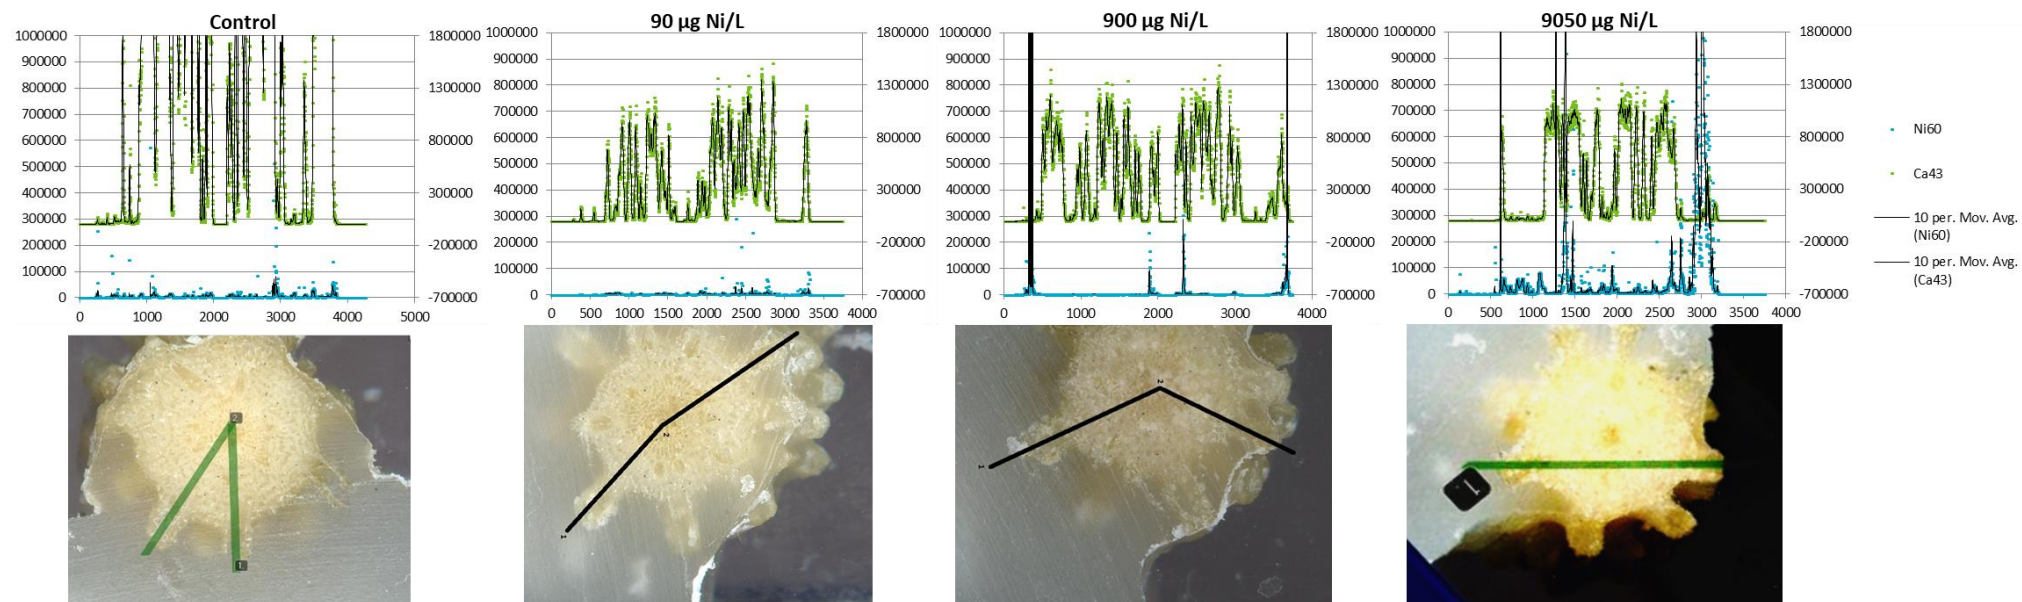 Control
90 µg Ni/L
900 µg Ni/L
9050 µg Ni/L
1000000 1800000 1000000 1800000 1000000 1800000 1000000 1800000
900000 900000 900000 900000
800000 1300000 800000 1300000 800000 1300000 800000 1300000
700000 700000 700000 700000
600000 800000 600000 800000 600000 800000 600000 800000
500000 500000 500000 500000
400000 300000 400000 300000 400000 300000 400000 300000
300000 300000 300000 300000
200000 -200000 200000 -200000 200000 -200000 200000 -200000
100000 100000 100000 100000
0 -700000 0 -700000 0 -700000 0 -700000
0 1000 2000 3000 4000 5000
0 500 1000 1500 2000 2500 3000 3500 4000
0 1000 2000 3000 4000
0 500 1000 1500 2000 2500 3000 3500 4000
Ni60
Ca43
10 per. Mov. Avg.
(Ni60)
10 per. Mov. Avg.
(Ca43)
2
1
2
1
2
1
1